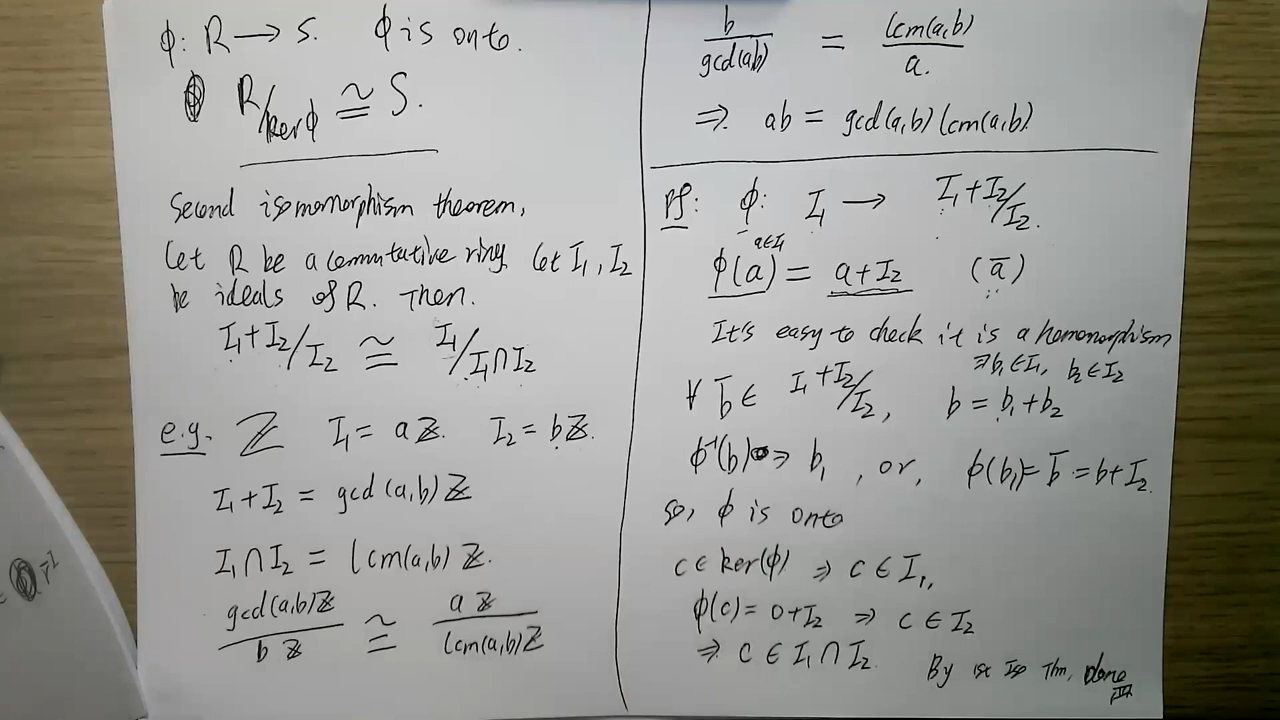 ϕ: R → S. ϕ is onto.
R/kerϕ ≅ S.
Second isomomorphism theorem,
Let R be a commutative ring. Let I₁, I₂
be ideals of R. Then.
I₁+I₂/I₂ ≅ I₁/I₁∩I₂
e.g. ℤ I₁ = aℤ. I₂ = bℤ.
I₁+I₂ = gcd(a,b)ℤ
I₁∩I₂ = lcm(a,b)ℤ.
gcd(a,b)ℤ / bℤ ≅ aℤ / lcm(a,b)ℤ
b / gcd(ab) = lcm(a,b) / a.
⇒ ab = gcd(a,b) lcm(a,b).
Pf: ϕ: I₁ → I₁+I₂/I₂.
a∈I₁
ϕ(a) = a+I₂ (a̅)
It's easy to check it is a homomorphism
∃b₁∈I₁, b₂∈I₂
∀ b̅ ∈ I₁+I₂/I₂, b = b₁+b₂
ϕ⁻¹(b) ⇒ b₁, or, ϕ(b₁) = b̅ = b+I₂.
so, ϕ is onto
c ∈ ker(ϕ) ⇒ c ∈ I₁,
ϕ(c) = 0+I₂ ⇒ c ∈ I₂
⇒ c ∈ I₁∩I₂.
By 1st Iso Thm, done